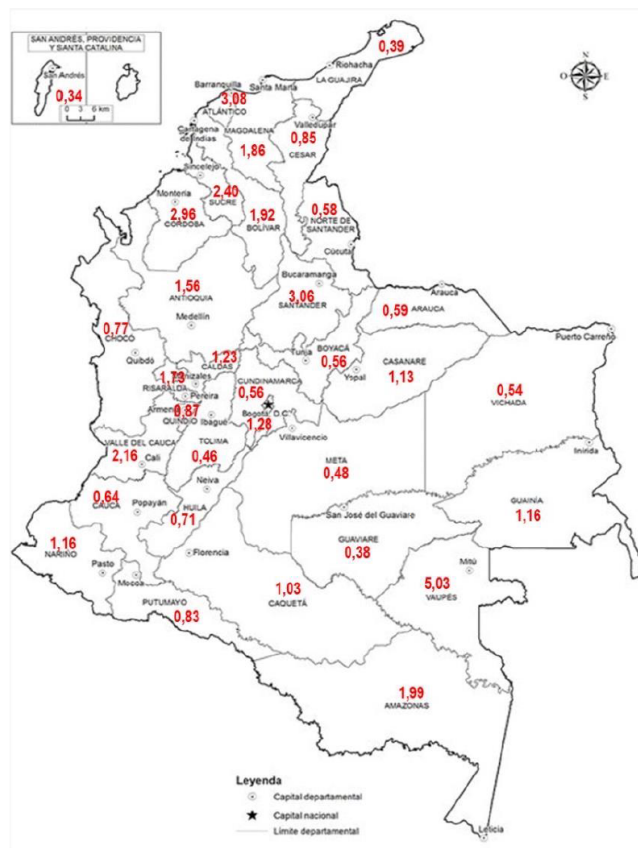 SAN ANDRÉS, PROVIDENCIA
Y SANTA CATALINA
San Andrés
0,34
0 3 6 km
N
O E
S
0,39
Riohacha
LA GUAJIRA
Santa Marta
Barranquilla
3,08
ATLÁNTICO
Cartagena
de Indias
MAGDALENA
1,86
Valledupar
0,85
CESAR
Sincelejo
2,40
SUCRE
Montería
2,96
CÓRDOBA
1,92
BOLÍVAR
0,58
NORTE DE
SANTANDER
Cúcuta
1,56
ANTIOQUIA
Medellín
Bucaramanga
3,06
SANTANDER
Arauca
0,59
ARAUCA
0,77
CHOCÓ
Quibdó
1,23
CALDAS
Tunja
BOYACÁ
0,56
Yopal
CASANARE
1,13
Puerto Carreño
0,54
VICHADA
1,73
Manizales
RISARALDA
Pereira
Armenia
0,87
QUINDÍO
Ibagué
CUNDINAMARCA
0,56
Bogotá, D.C.
1,28
Villavicencio
VALLE DEL CAUCA
2,16
Cali
TOLIMA
0,46
META
0,48
Inírida
Neiva
0,64
CAUCA
Popayán
HUILA
0,71
San José del Guaviare
GUAINÍA
1,16
1,16
NARIÑO
Pasto
Florencia
GUAVIARE
0,38
Mitú
5,03
VAUPÉS
Mocoa
PUTUMAYO
0,83
1,03
CAQUETÁ
1,99
AMAZONAS
Leticia
Leyenda
Capital departamental
Capital nacional
Límite departamental